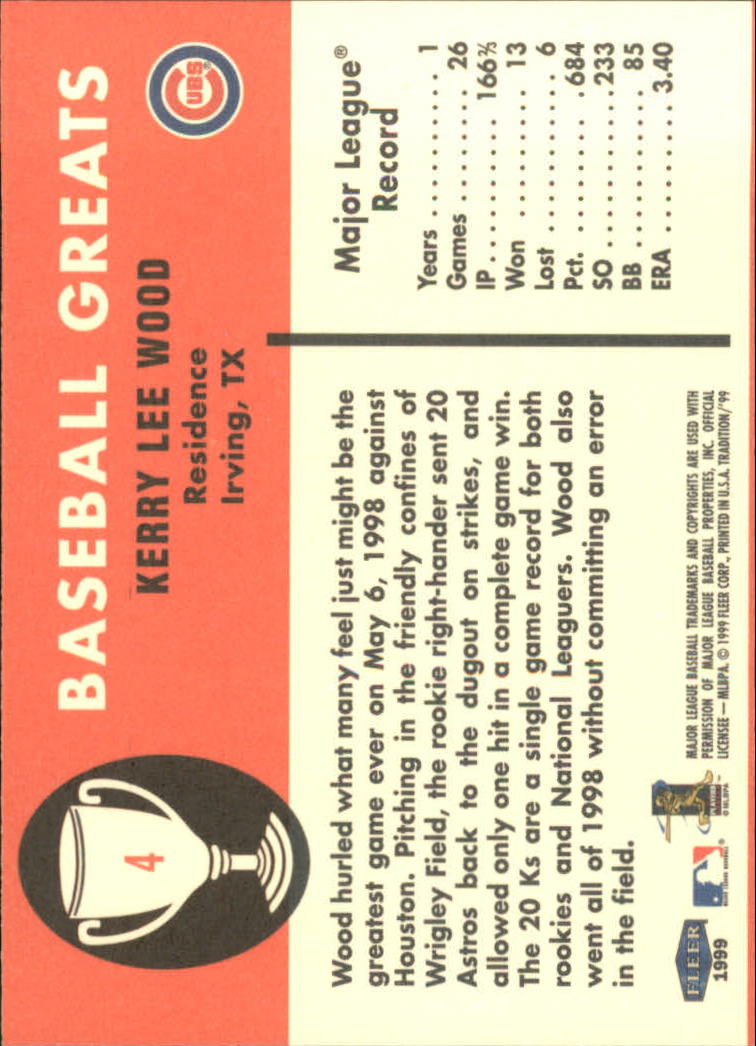 4
BASEBALL GREATS
KERRY LEE WOOD
Residence
Irving, TX
CUBS®
Wood hurled what many feel just might be the
greatest game ever on May 6, 1998 against
Houston. Pitching in the friendly confines of
Wrigley Field, the rookie right-hander sent 20
Astros back to the dugout on strikes, and
allowed only one hit in a complete game win.
The 20 Ks are a single game record for both
rookies and National Leaguers. Wood also
went all of 1998 without committing an error
in the field.
Major League®
Record
Years . . . . . . . . . . 1
Games . . . . . . . . 26
IP . . . . . . . . . . 166⅔
Won . . . . . . . . . 13
Lost . . . . . . . . . . 6
Pct. . . . . . . . . . .684
SO . . . . . . . . . .233
BB . . . . . . . . . . 85
ERA . . . . . . . . 3.40
FLEER
1999
MAJOR LEAGUE BASEBALL®
© MLBPA
MAJOR LEAGUE BASEBALL TRADEMARKS AND COPYRIGHTS ARE USED WITH
PERMISSION OF MAJOR LEAGUE BASEBALL PROPERTIES, INC. OFFICIAL
LICENSEE — MLBPA. © 1999 FLEER CORP., PRINTED IN U.S.A. TRADITION/'99